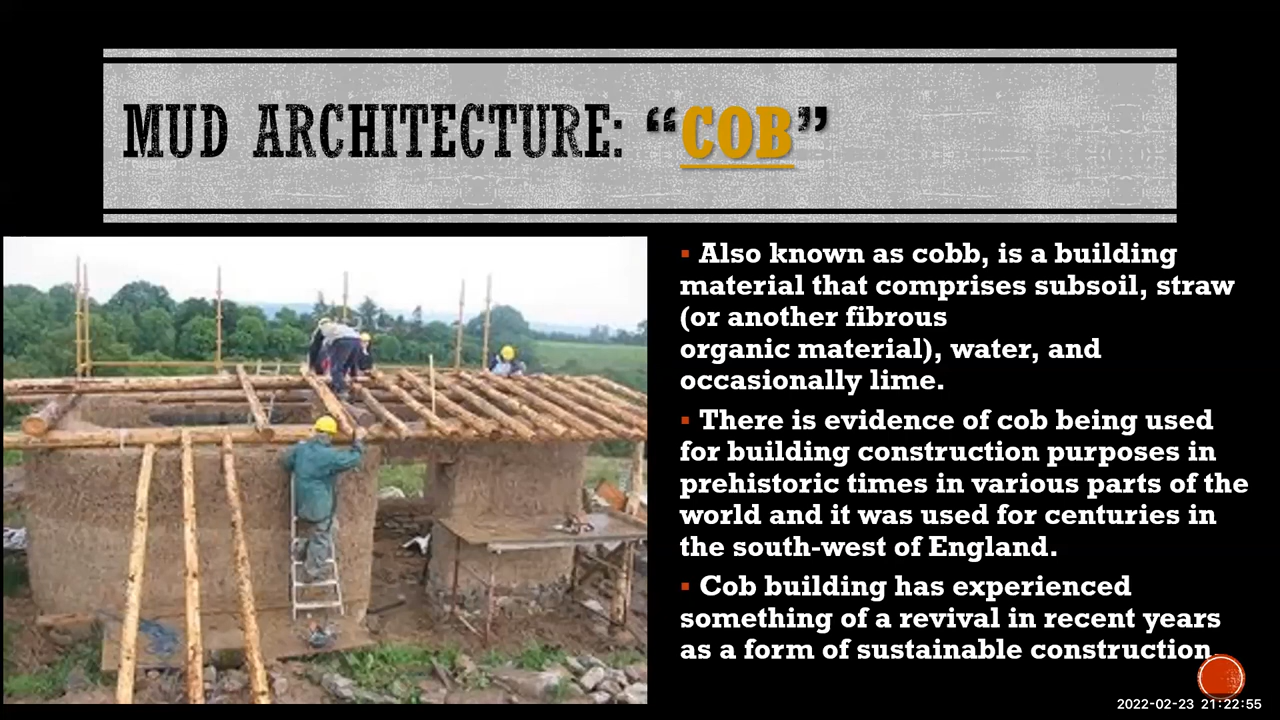 MUD ARCHITECTURE: “COB”
▪ Also known as cobb, is a building
material that comprises subsoil, straw
(or another fibrous
organic material), water, and
occasionally lime.
▪ There is evidence of cob being used
for building construction purposes in
prehistoric times in various parts of the
world and it was used for centuries in
the south-west of England.
▪ Cob building has experienced
something of a revival in recent years
as a form of sustainable construction.
2022-02-23 21:22:55